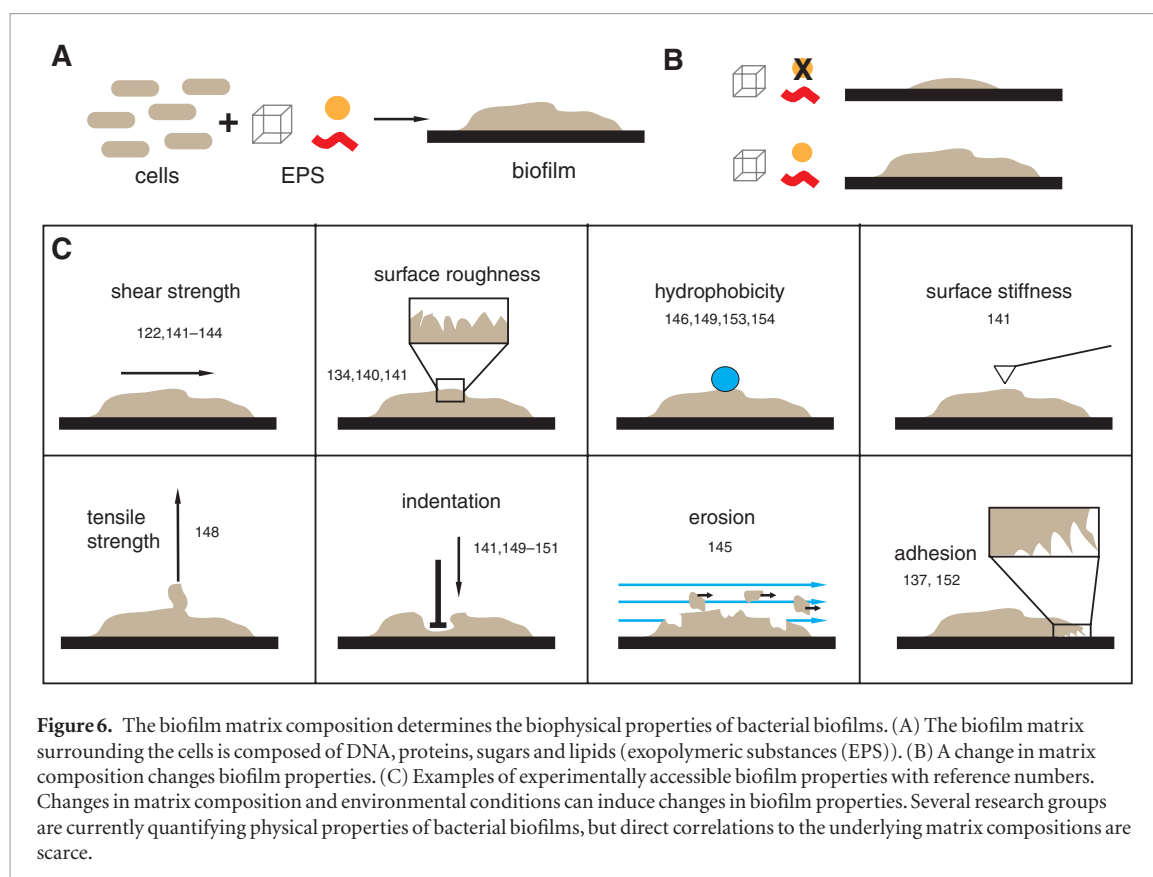 A
+
cells
EPS
biofilm
B
X
C
shear strength
122,141–144
surface roughness
134,140,141
hydrophobicity
146,149,153,154
surface stiffness
141
tensile
strength
148
indentation
141,149–151
erosion
145
adhesion
137, 152
Figure 6. The biofilm matrix composition determines the biophysical properties of bacterial biofilms. (A) The biofilm matrix
surrounding the cells is composed of DNA, proteins, sugars and lipids (exopolymeric substances (EPS)). (B) A change in matrix
composition changes biofilm properties. (C) Examples of experimentally accessible biofilm properties with reference numbers.
Changes in matrix composition and environmental conditions can induce changes in biofilm properties. Several research groups
are currently quantifying physical properties of bacterial biofilms, but direct correlations to the underlying matrix compositions are
scarce.